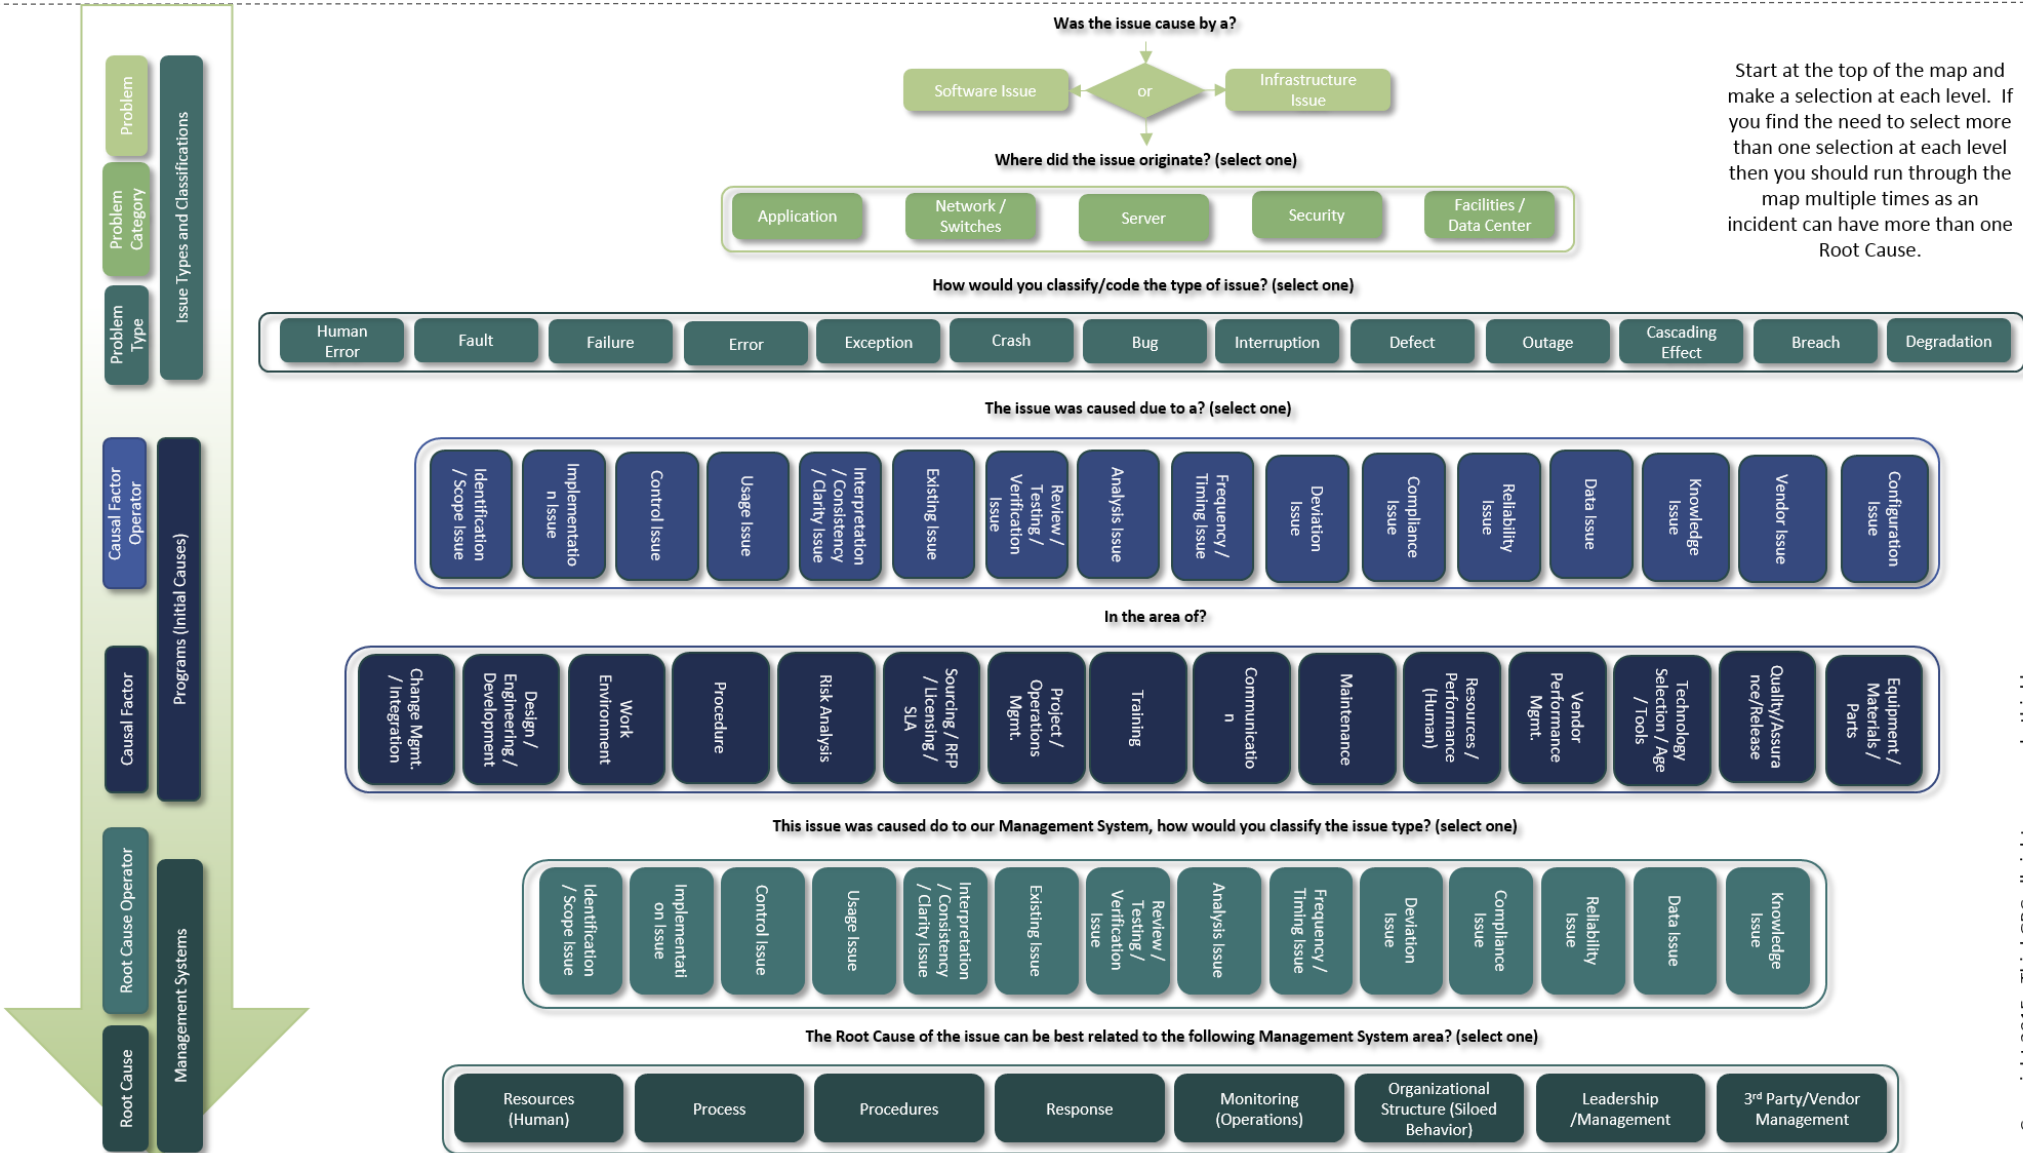 Was the issue cause by a?
Software Issue
or
Infrastructure
Issue
Start at the top of the map and
make a selection at each level. If
you find the need to select more
than one selection at each level
then you should run through the
map multiple times as an
incident can have more than one
Root Cause.
Problem
Problem
Category
Problem
Type
Issue Types and Classifications
Where did the issue originate? (select one)
Application
Network /
Switches
Server
Security
Facilities /
Data Center
How would you classify/code the type of issue? (select one)
Human
Error
Fault
Failure
Error
Exception
Crash
Bug
Interruption
Defect
Outage
Cascading
Effect
Breach
Degradation
The issue was caused due to a? (select one)
Causal Factor
Operator
Programs (Initial Causes)
Identification
/ Scope Issue
Implementatio
n Issue
Control Issue
Usage Issue
Interpretation
/ Consistency
/ Clarity Issue
Existing Issue
Review /
Testing /
Verification
Issue
Analysis Issue
Frequency /
Timing Issue
Deviation
Issue
Compliance
Issue
Reliability
Issue
Data Issue
Knowledge
Issue
Vendor Issue
Configuration
Issue
In the area of?
Causal Factor
Change Mgmt.
/ Integration
Design /
Engineering /
Development
Work
Environment
Procedure
Risk Analysis
Sourcing / RFP
/ Licensing /
SLA
Project /
Operations
Mgmt.
Training
Communicatio
n
Maintenance
Resources /
Performance
(Human)
Vendor
Performance
Mgmt.
Technology
Selection / Age
/ Tools
Quality/Assura
nce/Release
Equipment /
Materials /
Parts
This issue was caused do to our Management System, how would you classify the issue type? (select one)
Root Cause Operator
Management Systems
Identification
/ Scope Issue
Implementati
on Issue
Control Issue
Usage Issue
Interpretation
/ Consistency
/ Clarity Issue
Existing Issue
Review /
Testing /
Verification
Issue
Analysis Issue
Frequency /
Timing Issue
Deviation
Issue
Compliance
Issue
Reliability
Issue
Data Issue
Knowledge
Issue
The Root Cause of the issue can be best related to the following Management System area? (select one)
Root Cause
Resources
(Human)
Process
Procedures
Response
Monitoring
(Operations)
Organizational
Structure (Siloed
Behavior)
Leadership
/Management
3rd Party/Vendor
Management